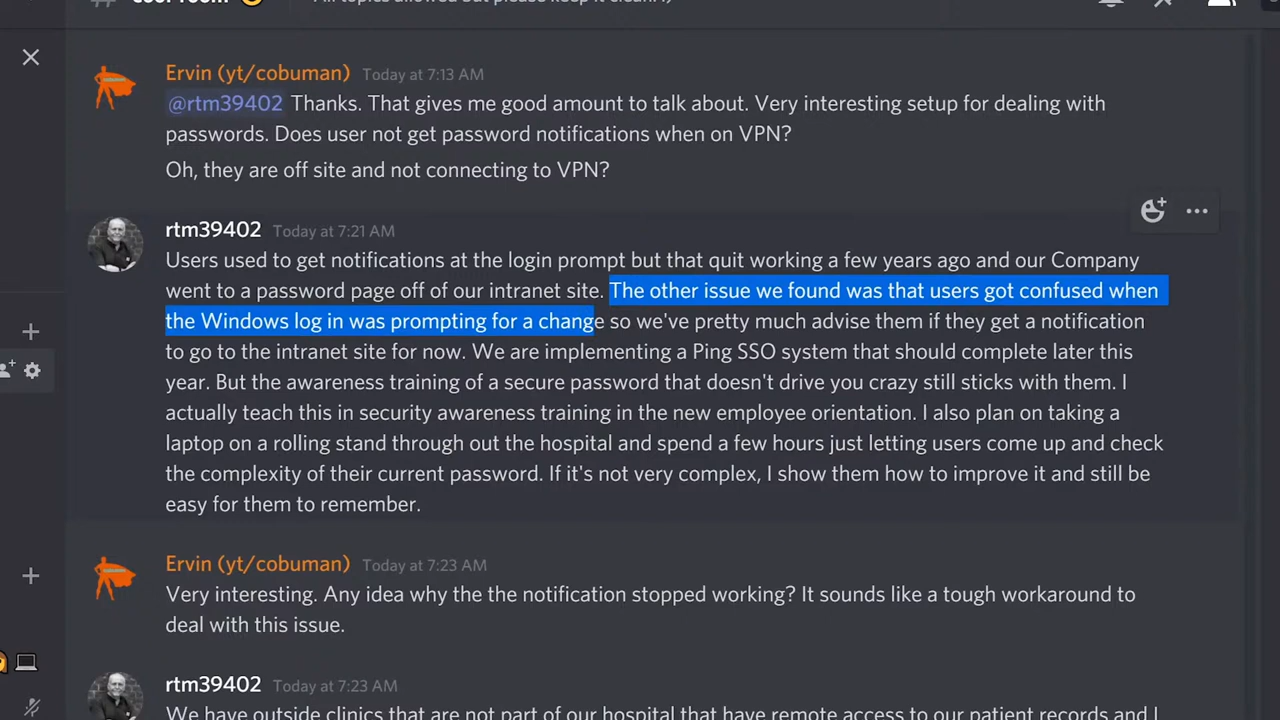 Ervin (yt/cobuman) Today at 7:13 AM
@rtm39402 Thanks. That gives me good amount to talk about. Very interesting setup for dealing with
passwords. Does user not get password notifications when on VPN?
Oh, they are off site and not connecting to VPN?
rtm39402 Today at 7:21 AM
Users used to get notifications at the login prompt but that quit working a few years ago and our Company
went to a password page off of our intranet site. The other issue we found was that users got confused when
the Windows log in was prompting for a change so we've pretty much advise them if they get a notification
to go to the intranet site for now. We are implementing a Ping SSO system that should complete later this
year. But the awareness training of a secure password that doesn't drive you crazy still sticks with them. I
actually teach this in security awareness training in the new employee orientation. I also plan on taking a
laptop on a rolling stand through out the hospital and spend a few hours just letting users come up and check
the complexity of their current password. If it's not very complex, I show them how to improve it and still be
easy for them to remember.
Ervin (yt/cobuman) Today at 7:23 AM
Very interesting. Any idea why the the notification stopped working? It sounds like a tough workaround to
deal with this issue.
rtm39402 Today at 7:23 AM
We have outside clinics that are not part of our hospital that have remote access to our patient records and I